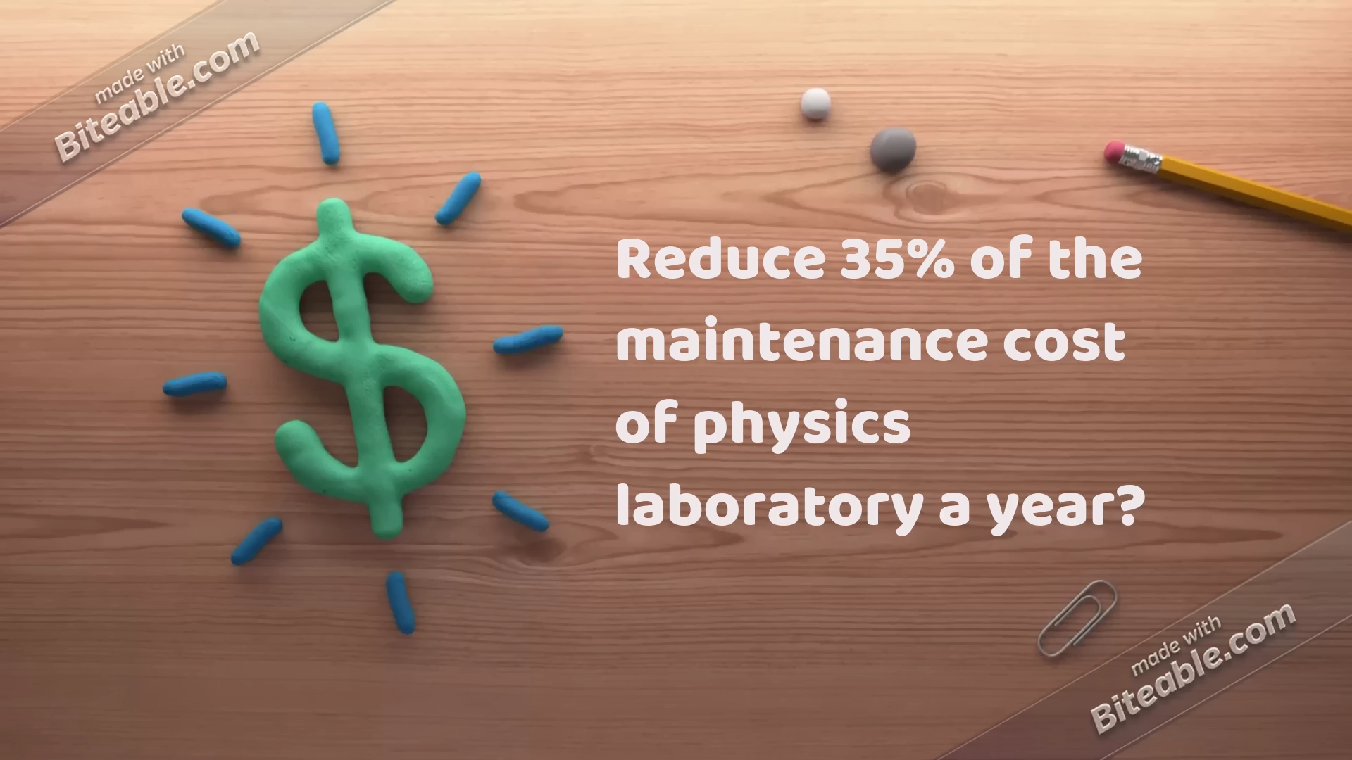 made with
Biteable.com
Reduce 35% of the
maintenance cost
of physics
laboratory a year?
made with
Biteable.com